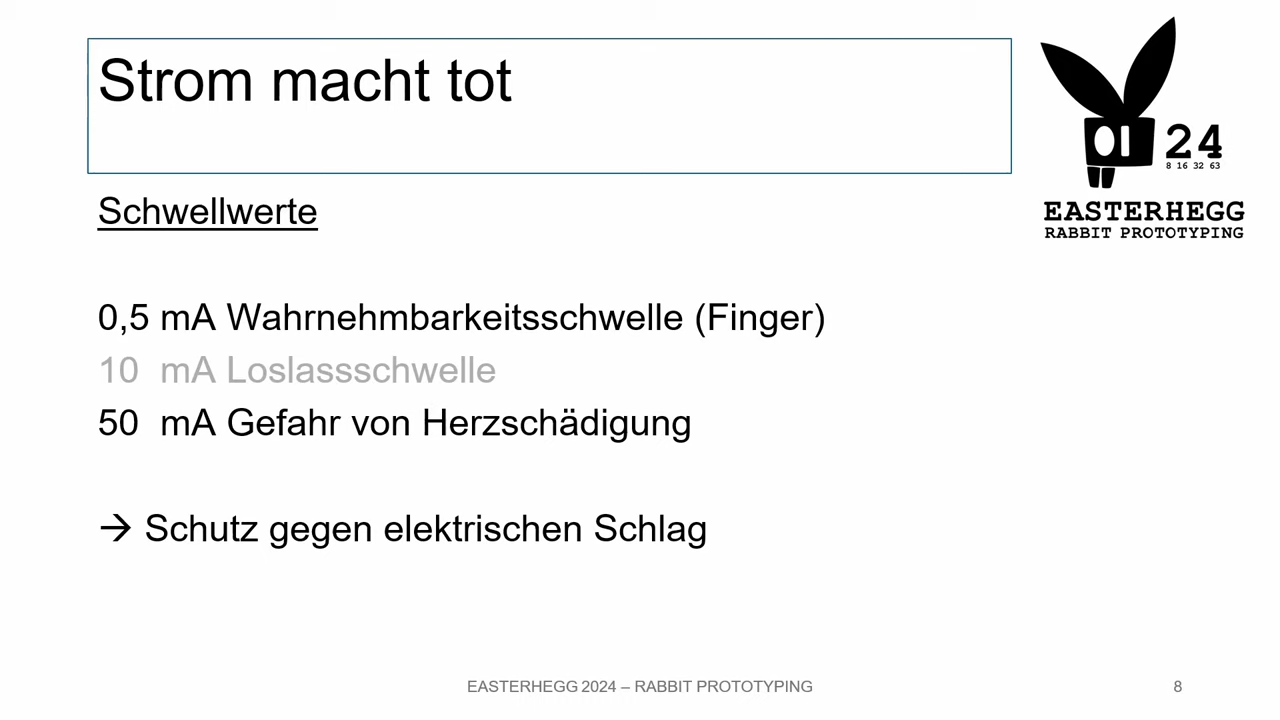 Strom macht tot
24
8 16 32 63
EASTERHEGG
RABBIT PROTOTYPING
Schwellwerte
0,5 mA Wahrnehmbarkeitsschwelle (Finger)
10 mA Loslassschwelle
50 mA Gefahr von Herzschädigung
→ Schutz gegen elektrischen Schlag
EASTERHEGG 2024 – RABBIT PROTOTYPING
8